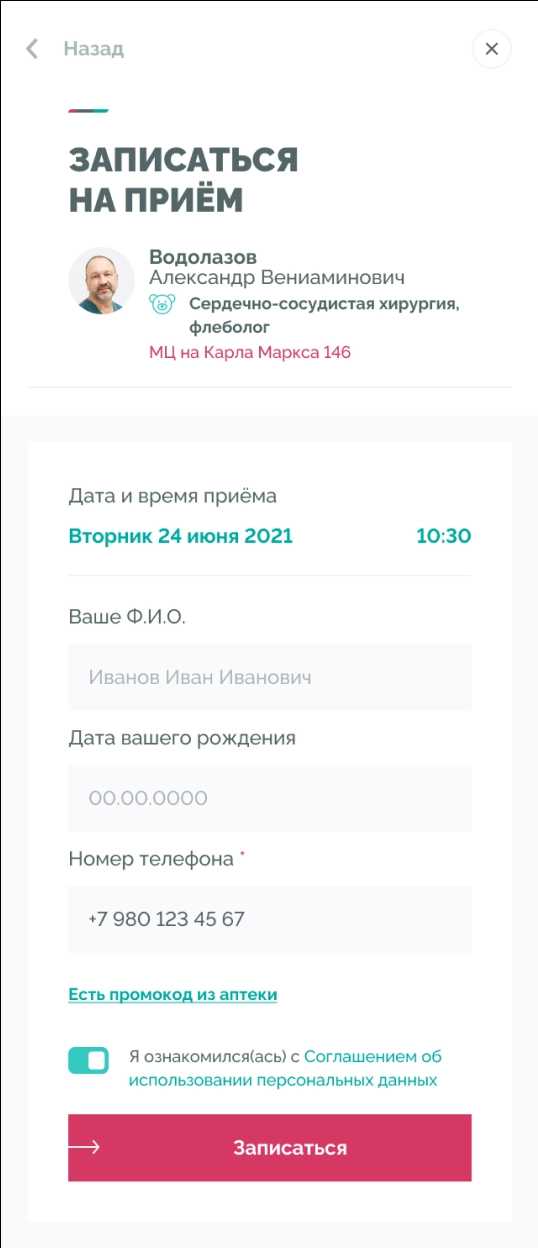 Назад
ЗАПИСАТЬСЯ
НА ПРИЁМ
Водолазов
Александр Вениаминович
Сердечно-сосудистая хирургия,
флеболог
МЦ на Карла Маркса 146
Дата и время приёма
Вторник 24 июня 2021 10:30
Ваше Ф.И.О.
Иванов Иван Иванович
Дата вашего рождения
00.00.0000
Номер телефона *
+7 980 123 45 67
Есть промокод из аптеки
Я ознакомился(ась) с Соглашением об
использовании персональных данных
Записаться